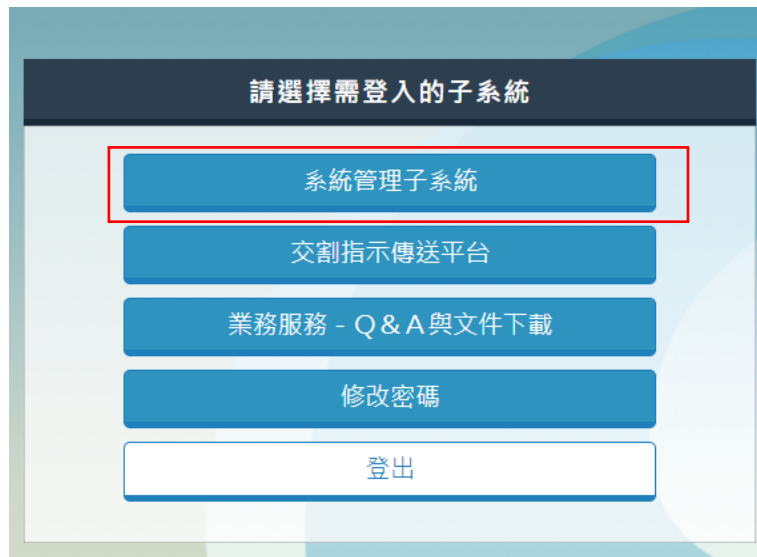 請選擇需登入的子系統
系統管理子系統
交割指示傳送平台
業務服務－Ｑ＆Ａ與文件下載
修改密碼
登出